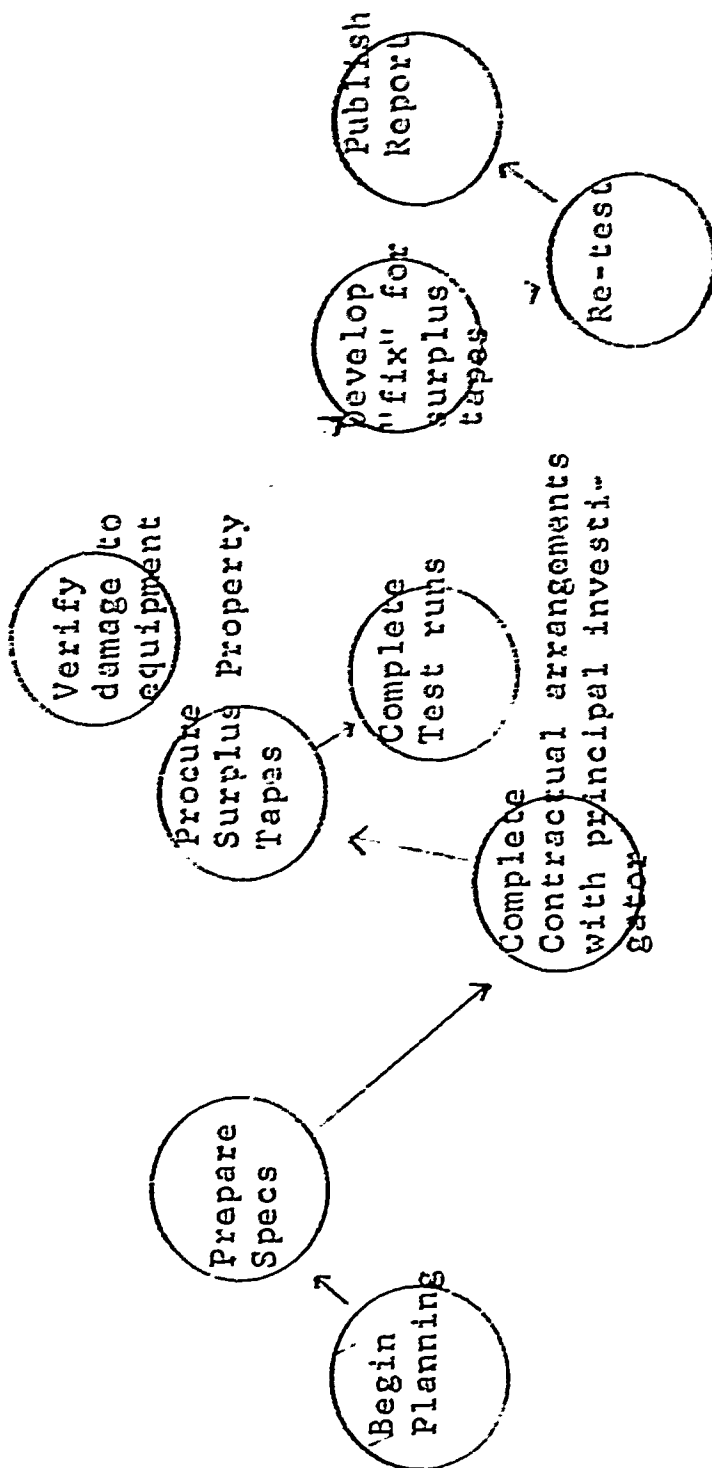 Begin
Planning
Prepare
Specs
Complete
Contractual arrangements
with principal investi-
gator
Procure
Surplus Property
Tapes
Complete
Test runs
Verify
damage to
equipment
Develop
"fix" for
surplus
tapes
Re-test
Publish
Report